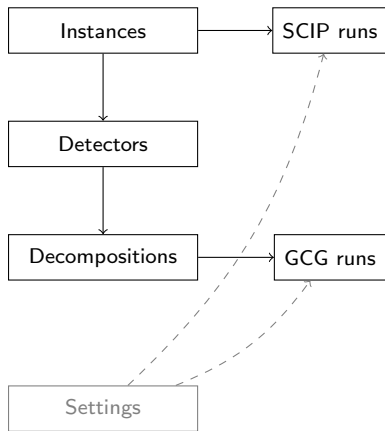 Instances
SCIP runs
Detectors
Decompositions
GCG runs
Settings